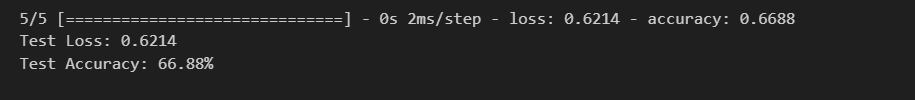 5/5 [==============================] - 0s 2ms/step - loss: 0.6214 - accuracy: 0.6688
Test Loss: 0.6214
Test Accuracy: 66.88%